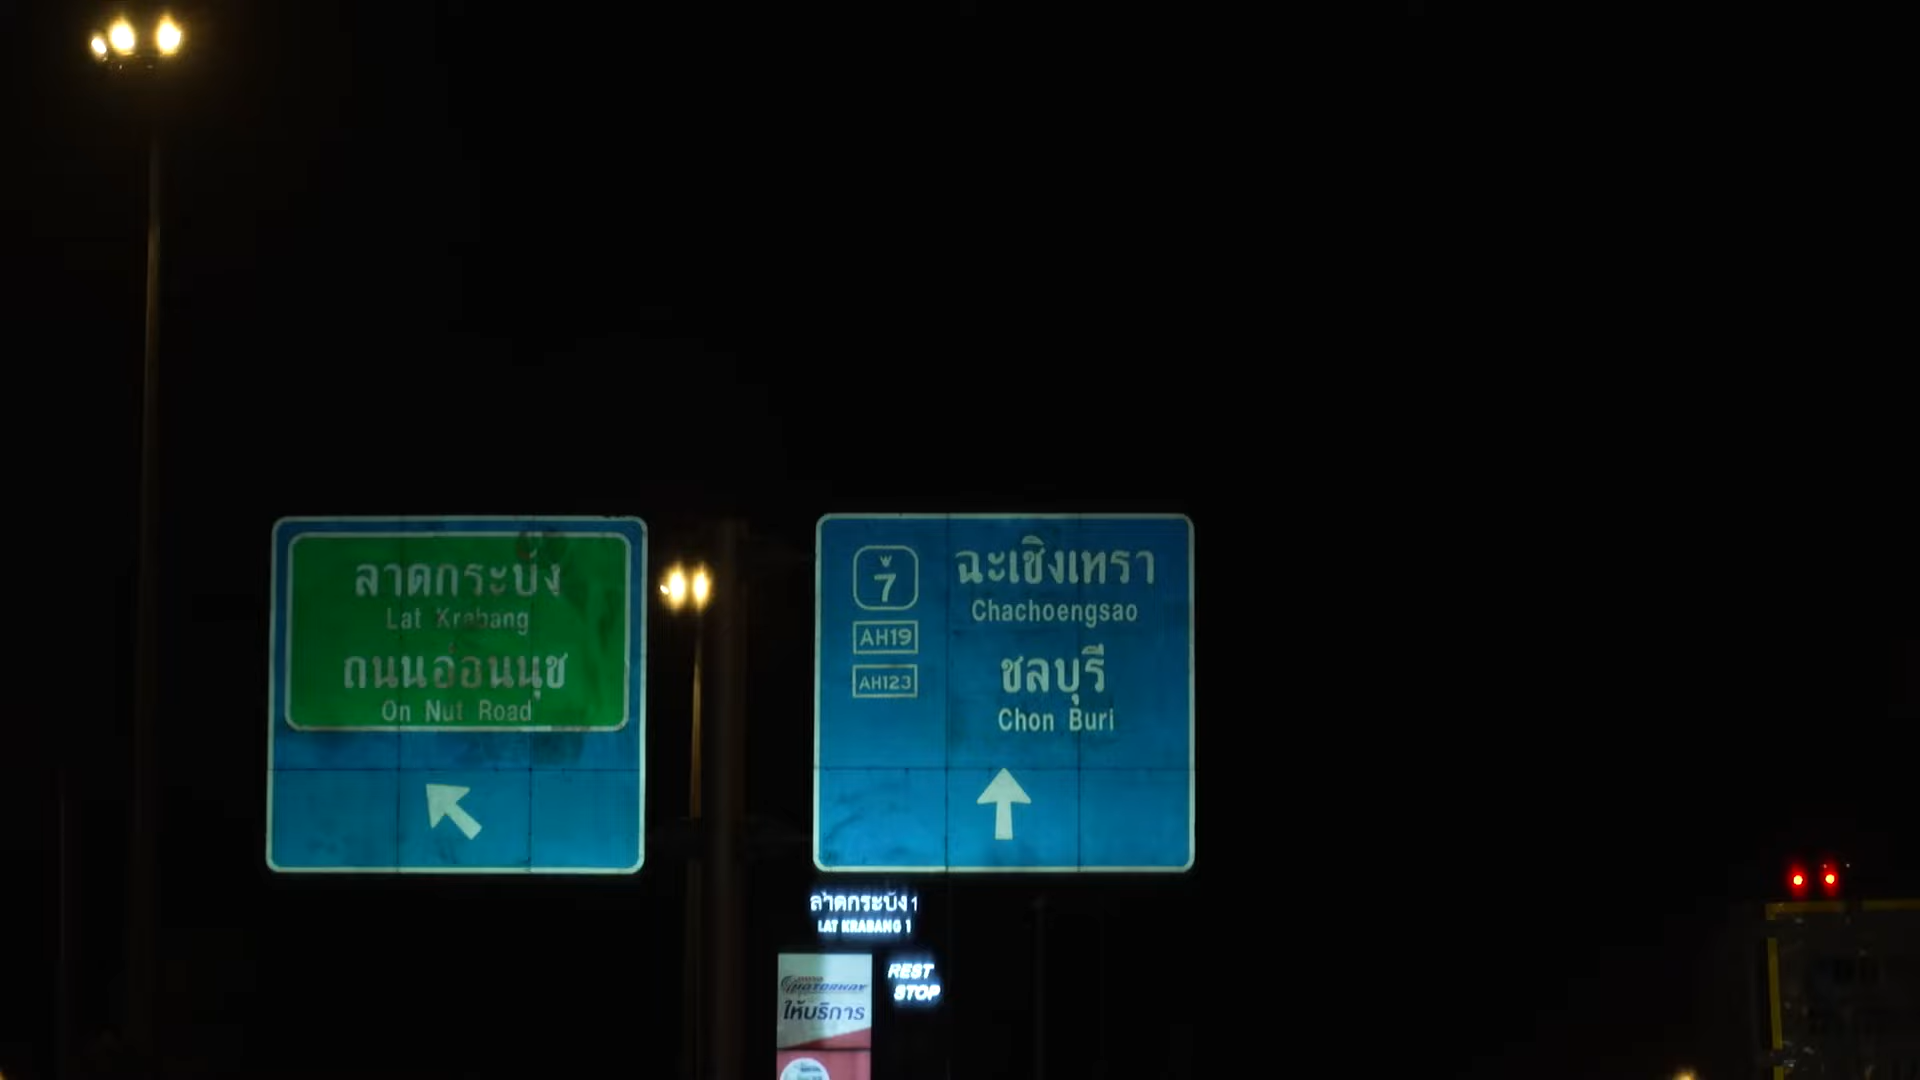 ลาดกระบัง
Lat Krabang
ถนนอ่อนนุช
On Nut Road
7
AH19
AH123
ฉะเชิงเทรา
Chachoengsao
ชลบุรี
Chon Buri
ลาดกระบัง 1
LAT KRABANG 1
REST
STOP
MOTORWAY
ให้บริการ